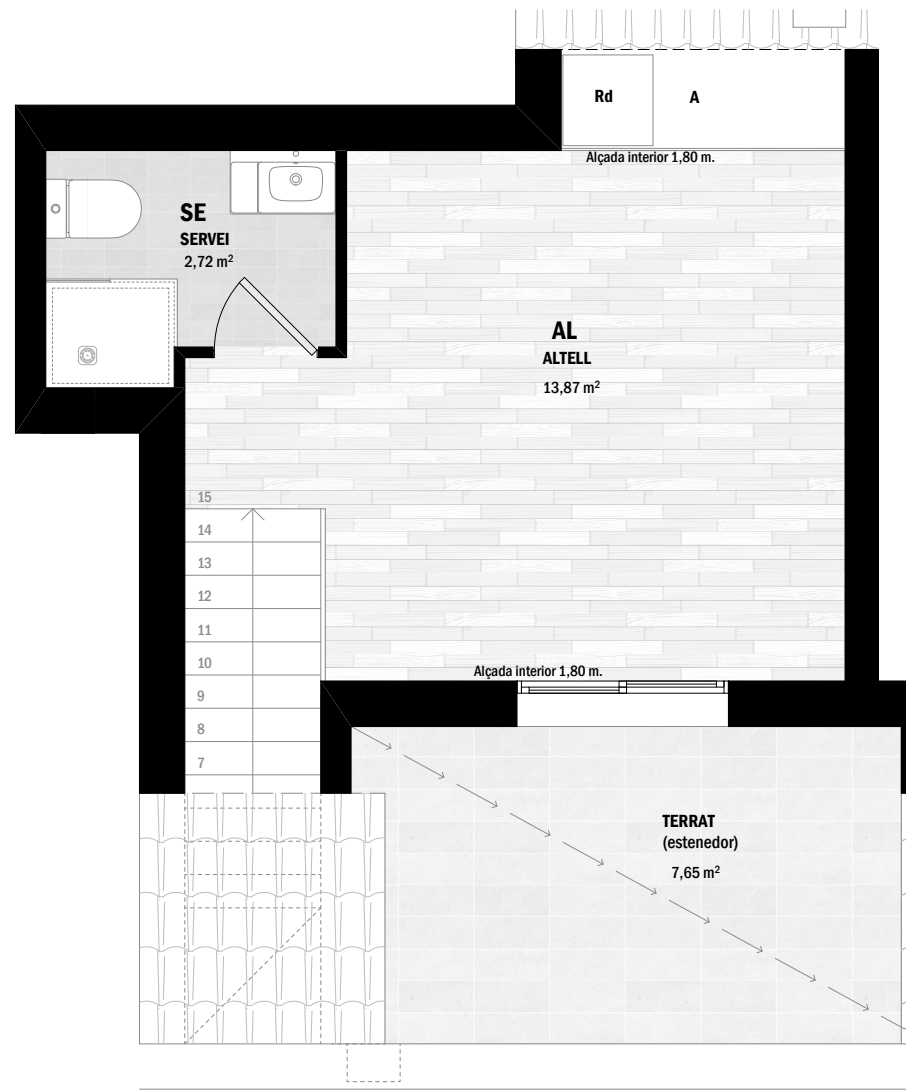 Rd
A
Alçada interior 1,80 m.
SE
SERVEI
2,72 m²
AL
ALTELL
13,87 m²
15
14
13
12
11
10
9
8
7
Alçada interior 1,80 m.
TERRAT
(estenedor)
7,65 m²